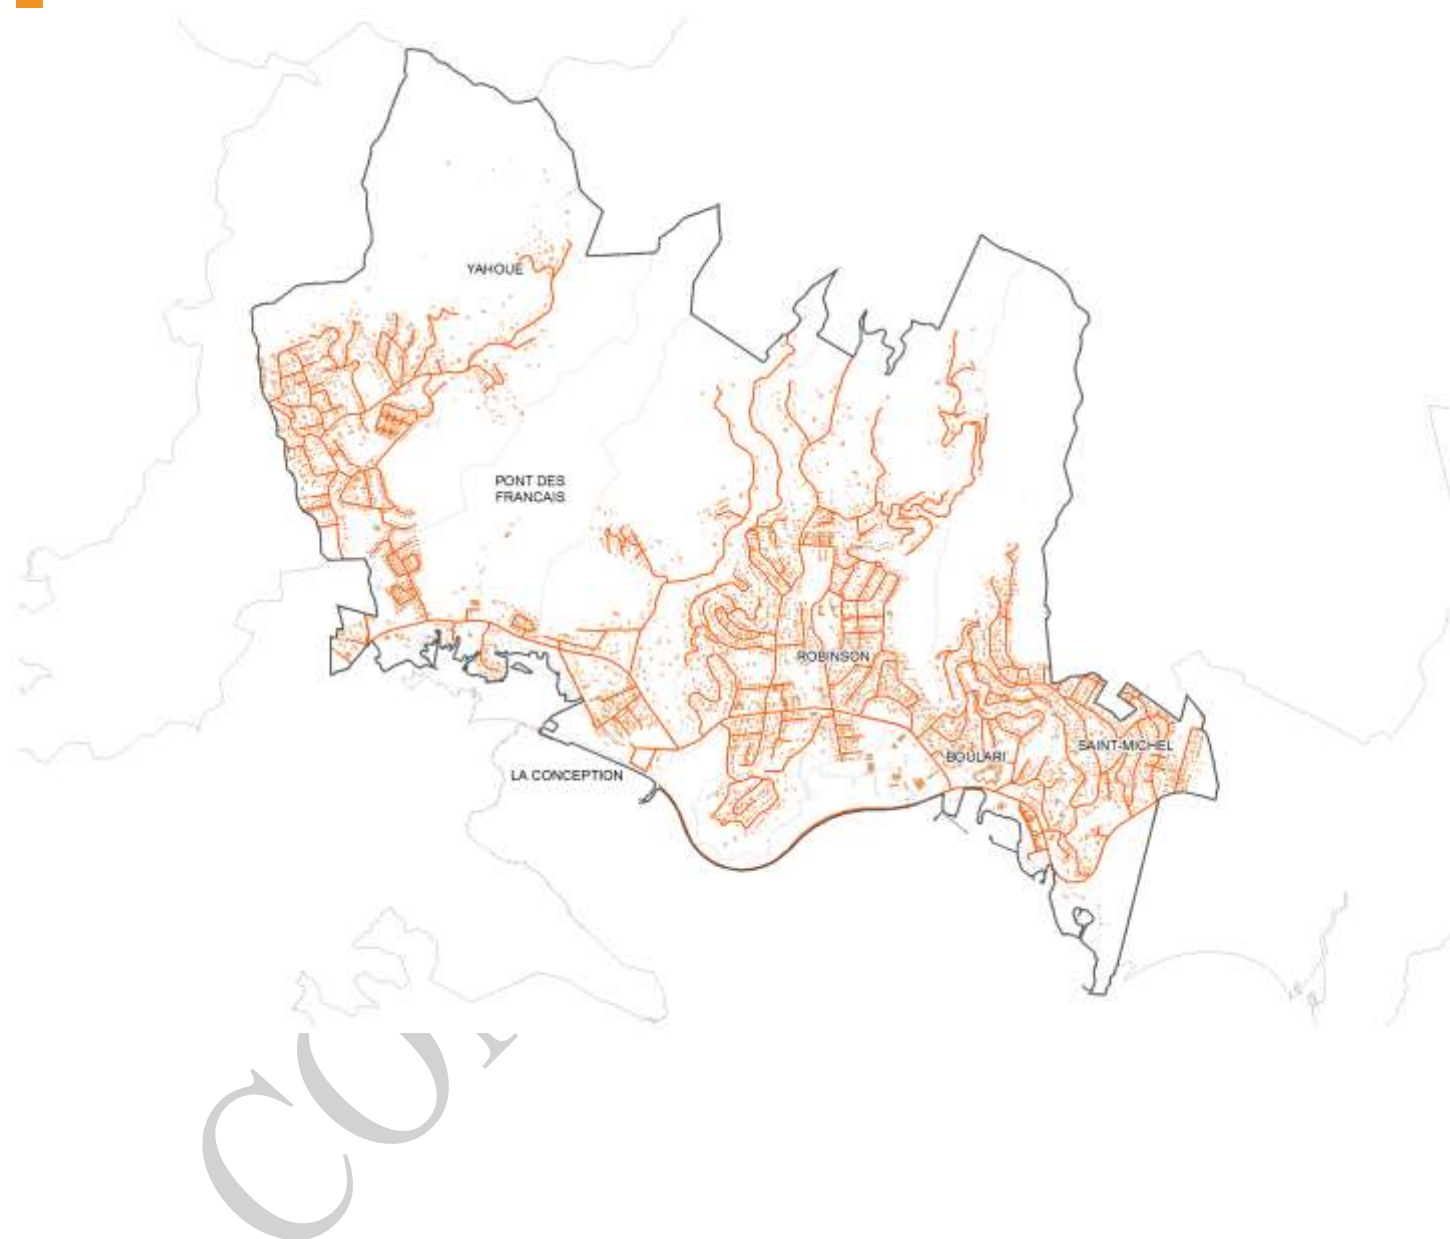 YAHOUE
PONT DES
FRANCAIS
ROBINSON
BOULARI
SAINT-MICHEL
LA CONCEPTION